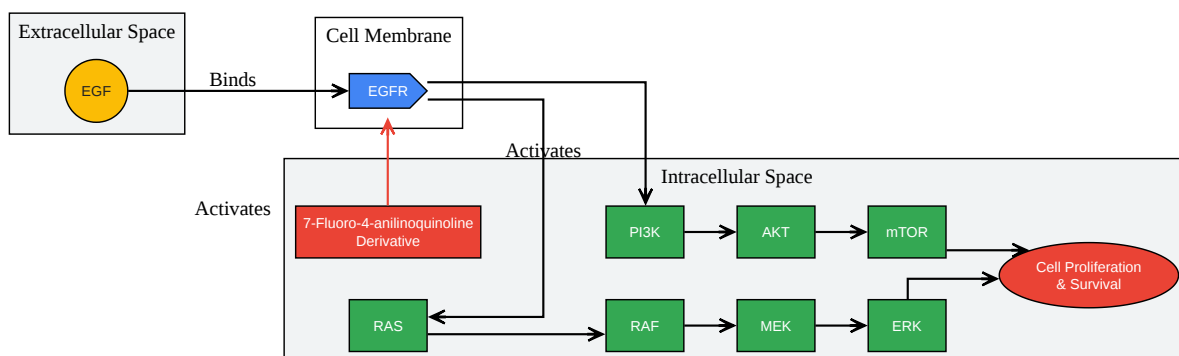 Extracellular Space
Cell Membrane
EGF
Binds
EGFR
Activates
Intracellular Space
Activates
7-Fluoro-4-anilinoquinoline
Derivative
PI3K
AKT
mTOR
Cell Proliferation
& Survival
RAS
RAF
MEK
ERK